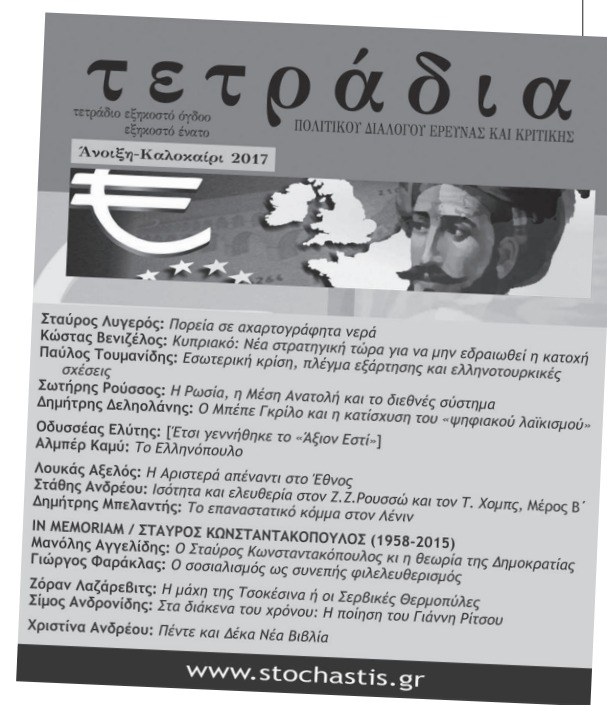 τετράδια
τετράδιο εξηκοστό όγδοο
εξηκοστό ένατο
ΠΟΛΙΤΙΚΟΥ ΔΙΑΛΟΓΟΥ ΕΡΕΥΝΑΣ ΚΑΙ ΚΡΙΤΙΚΗΣ
Άνοιξη-Καλοκαίρι 2017
Σταύρος Λυγερός: Πορεία σε αχαρτογράφητα νερά
Κώστας Βενιζέλος: Κυπριακό: Νέα στρατηγική τώρα για να μην εδραιωθεί η κατοχή
Παύλος Τουμανίδης: Εσωτερική κρίση, πλέγμα εξάρτησης και ελληνοτουρκικές
σχέσεις
Σωτήρης Ρούσσος: Η Ρωσία, η Μέση Ανατολή και το διεθνές σύστημα
Δημήτρης Δεληολάνης: Ο Μπέπε Γκρίλο και η κατίσχυση του «ψηφιακού λαϊκισμού»
Οδυσσέας Ελύτης: [Έτσι γεννήθηκε το «Άξιον Εστί»]
Αλμπέρ Καμύ: Το Ελληνόπουλο
Λουκάς Αξελός: Η Αριστερά απέναντι στο Έθνος
Στάθης Ανδρέου: Ισότητα και ελευθερία στον Ζ.Ζ.Ρουσσώ και τον Τ. Χομπς, Μέρος Β΄
Δημήτρης Μπελαντής: Το επαναστατικό κόμμα στον Λένιν
IN MEMORIAM / ΣΤΑΥΡΟΣ ΚΩΝΣΤΑΝΤΑΚΟΠΟΥΛΟΣ (1958-2015)
Μανόλης Αγγελίδης: Ο Σταύρος Κωνσταντακόπουλος κι η θεωρία της Δημοκρατίας
Γιώργος Φαράκλας: Ο σοσιαλισμός ως συνεπής φιλελευθερισμός
Ζόραν Λαζάρεβιτς: Η μάχη της Τσοκέσινα ή οι Σερβικές Θερμοπύλες
Σίμος Ανδρονίδης: Στα διάκενα του χρόνου: Η ποίηση του Γιάννη Ρίτσου
Χριστίνα Ανδρέου: Πέντε και Δέκα Νέα Βιβλία
www.stochastis.gr